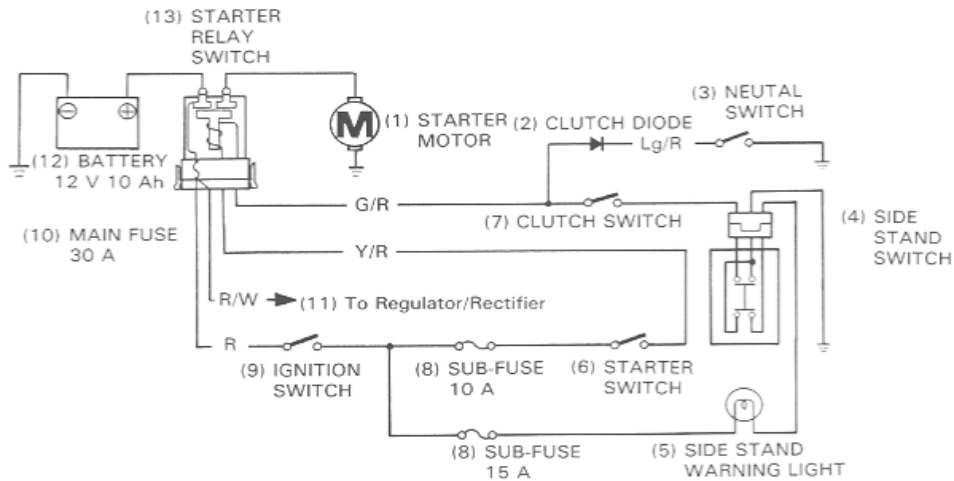 (13) STARTER
RELAY
SWITCH
(3) NEUTAL
SWITCH
(1) STARTER
MOTOR
M
(2) CLUTCH DIODE
Lg/R
(12) BATTERY
12 V 10 Ah
G/R
(7) CLUTCH SWITCH
(4) SIDE
STAND
SWITCH
(10) MAIN FUSE
30 A
Y/R
R/W
(11) To Regulator/Rectifier
R
(9) IGNITION
SWITCH
(8) SUB-FUSE
10 A
(6) STARTER
SWITCH
(8) SUB-FUSE
15 A
(5) SIDE STAND
WARNING LIGHT